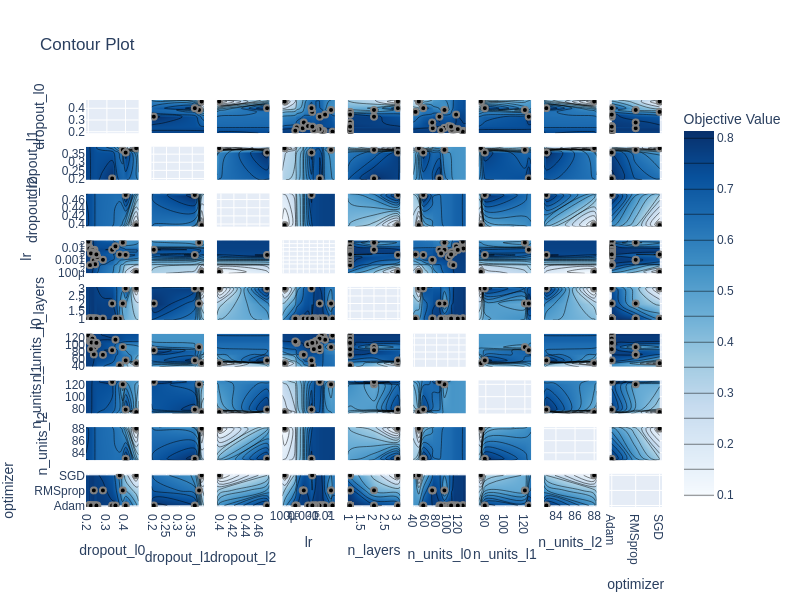 Contour Plot
Objective Value
0.8
0.7
0.6
0.5
0.4
0.3
0.2
0.1
dropout_l0
0.4
0.3
0.2
dropout_l1
0.35
0.3
0.25
0.2
dropout_l2
0.46
0.44
0.42
0.4
lr
0.01
0.001
100μ
n_layers
3
2.5
2
1.5
1
n_units_l0
120
100
80
60
40
n_units_l1
120
100
80
n_units_l2
88
86
84
optimizer
SGD
RMSprop
Adam
0.2
0.3
0.4
dropout_l0
0.2
0.25
0.3
0.35
dropout_l1
0.4
0.42
0.44
0.46
dropout_l2
100μ
0.01
lr
1
1.5
2
2.5
3
n_layers
40
60
80
100
120
n_units_l0
80
100
120
n_units_l1
84
86
88
n_units_l2
Adam
RMSprop
SGD
optimizer